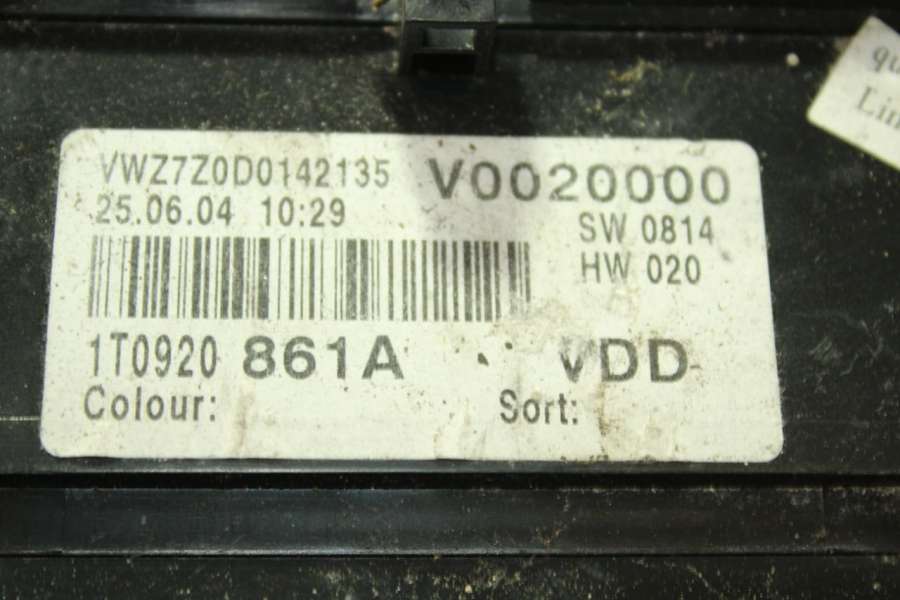 VWZ7Z0D0142135 V0020000
25.06.04 10:29 SW 0814
HW 020
1T0920 861A VDD
Colour: Sort: